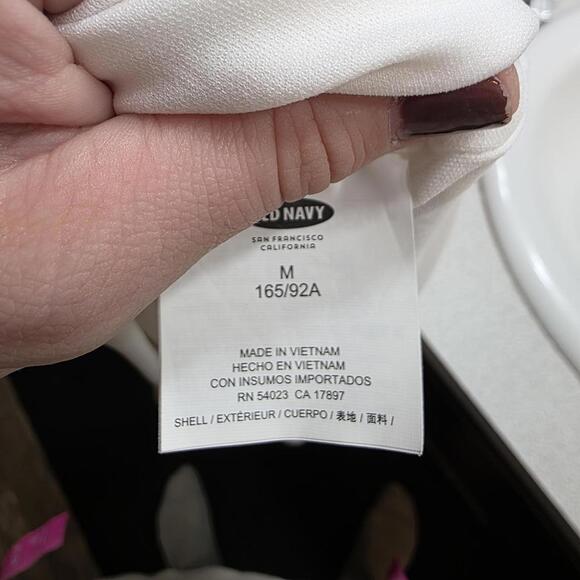 NAVY
SAN FRANCISCO
CALIFORNIA
M
165/92A
MADE IN VIETNAM
HECHO EN VIETNAM
CON INSUMOS IMPORTADOS
RN 54023 CA 17897
SHELL / EXTÉRIEUR / CUERPO / 表地 / 面料 /